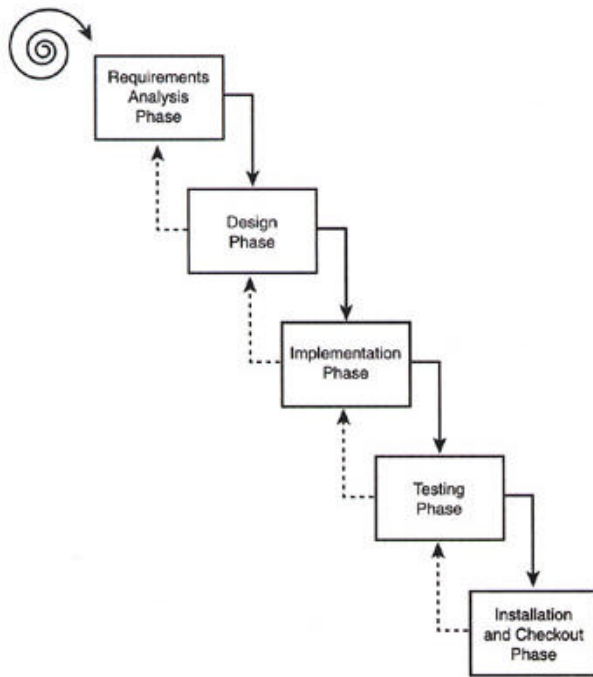 Requirements
Analysis
Phase
Design
Phase
Implementation
Phase
Testing
Phase
Installation
and Checkout
Phase